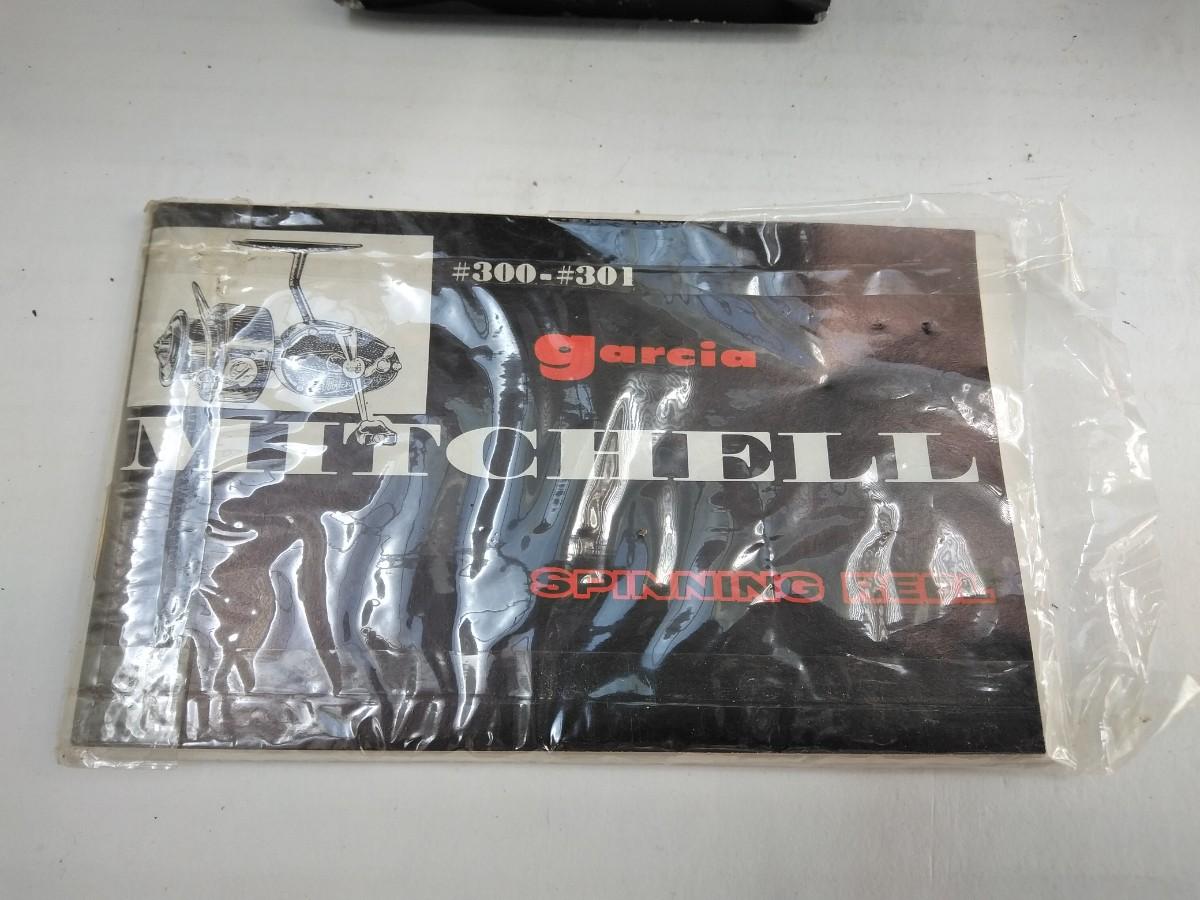 #300-#301
garcia
MITCHELL
SPINNING REEL